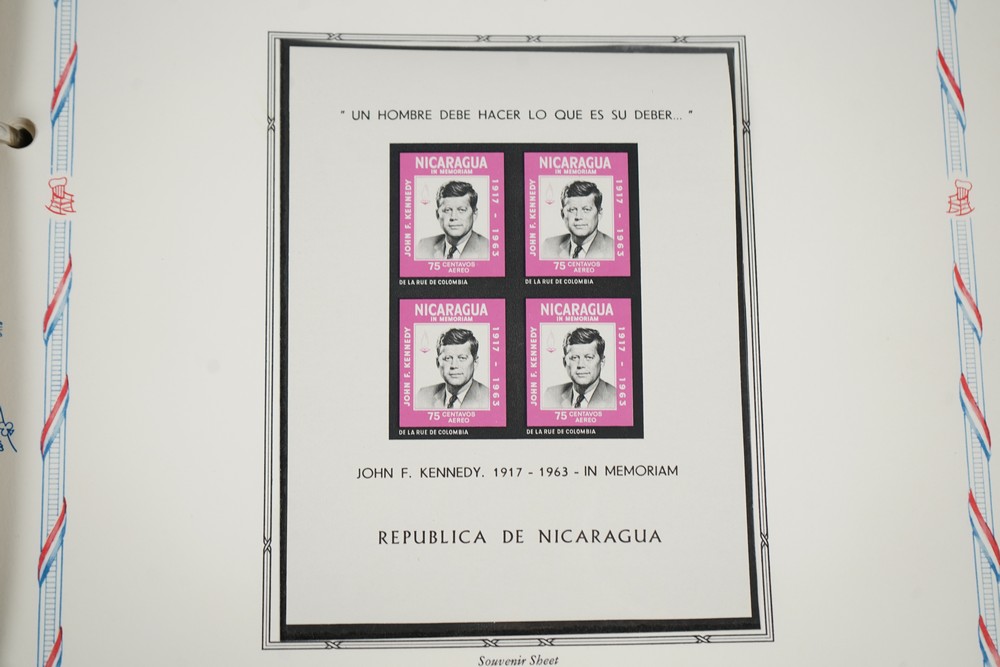 " UN HOMBRE DEBE HACER LO QUE ES SU DEBER... "
NICARAGUA
IN MEMORIAM
JOHN F. KENNEDY
1917 - 1963
75 CENTAVOS
AEREO
DE LA RUE DE COLOMBIA
NICARAGUA
IN MEMORIAM
JOHN F. KENNEDY
1917 - 1963
75 CENTAVOS
AEREO
DE LA RUE DE COLOMBIA
NICARAGUA
IN MEMORIAM
JOHN F. KENNEDY
1917 - 1963
75 CENTAVOS
AEREO
DE LA RUE DE COLOMBIA
NICARAGUA
IN MEMORIAM
JOHN F. KENNEDY
1917 - 1963
75 CENTAVOS
AEREO
DE LA RUE DE COLOMBIA
JOHN F. KENNEDY. 1917 - 1963 - IN MEMORIAM
REPUBLICA DE NICARAGUA
Souvenir Sheet